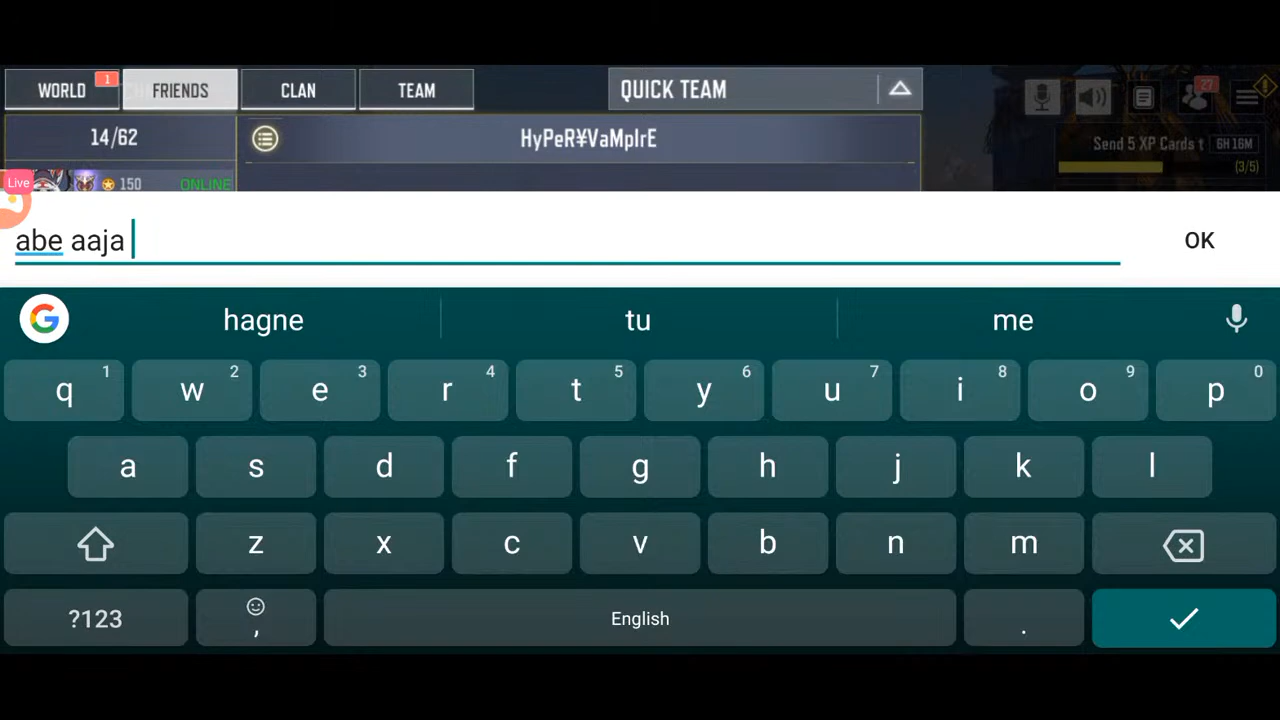 WORLD 1 FRIENDS CLAN TEAM QUICK TEAM 27
14/62 HyPeR¥VaMpIrE Send 5 XP Cards t 6H 16M
Live 150 ONLINE (3/5)
abe aaja OK
G hagne tu me
q 1 w 2 e 3 r 4 t 5 y 6 u 7 i 8 o 9 p 0
a s d f g h j k l
z x c v b n m
?123 , English .